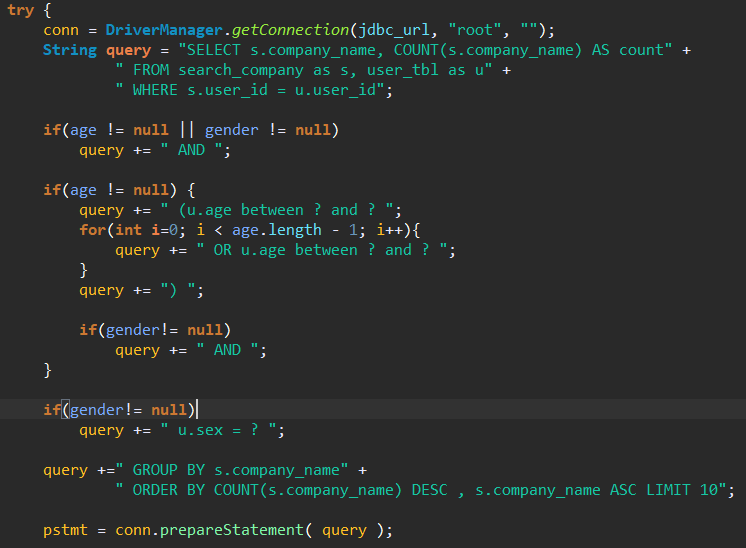 try {
conn = DriverManager.getConnection(jdbc_url, "root", "");
String query = "SELECT s.company_name, COUNT(s.company_name) AS count" +
" FROM search_company as s, user_tbl as u" +
" WHERE s.user_id = u.user_id";
if(age != null || gender != null)
query += " AND ";
if(age != null) {
query += " (u.age between ? and ? ";
for(int i=0; i < age.length - 1; i++){
query += " OR u.age between ? and ? ";
}
query += ") ";
if(gender!= null)
query += " AND ";
}
if(gender!= null)
query += " u.sex = ? ";
query +=" GROUP BY s.company_name" +
" ORDER BY COUNT(s.company_name) DESC , s.company_name ASC LIMIT 10";
pstmt = conn.prepareStatement( query );